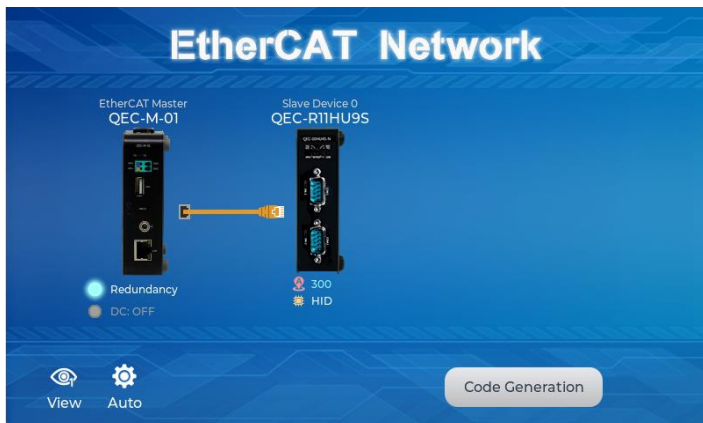 EtherCAT Network
EtherCAT Master
QEC-M-01
Slave Device 0
QEC-R11HU9S
Redundancy
DC: OFF
300
HID
View
Auto
Code Generation